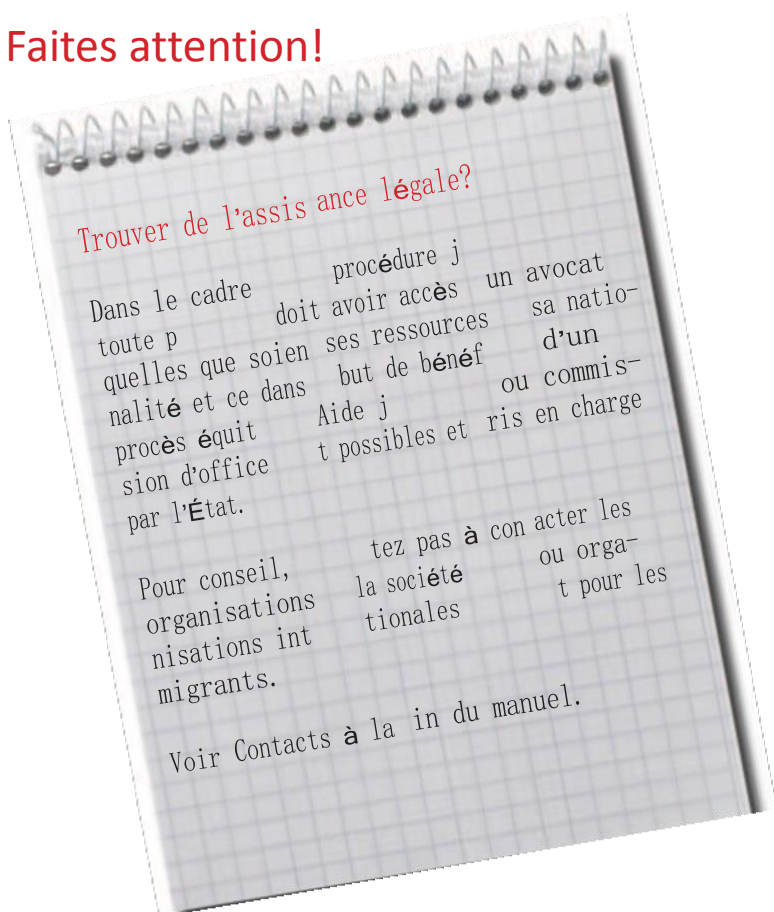 Faites attention!
Trouver de l'assis ance légale?
Dans le cadre procédure j
toute p doit avoir accès un avocat
quelles que soien ses ressources sa natio-
nalité et ce dans but de bénéf d'un
procès équit Aide j ou commis-
sion d'office t possibles et ris en charge
par l'État.
Pour conseil, tez pas à con acter les
organisations la société ou orga-
nisations int tionales t pour les
migrants.
Voir Contacts à la in du manuel.